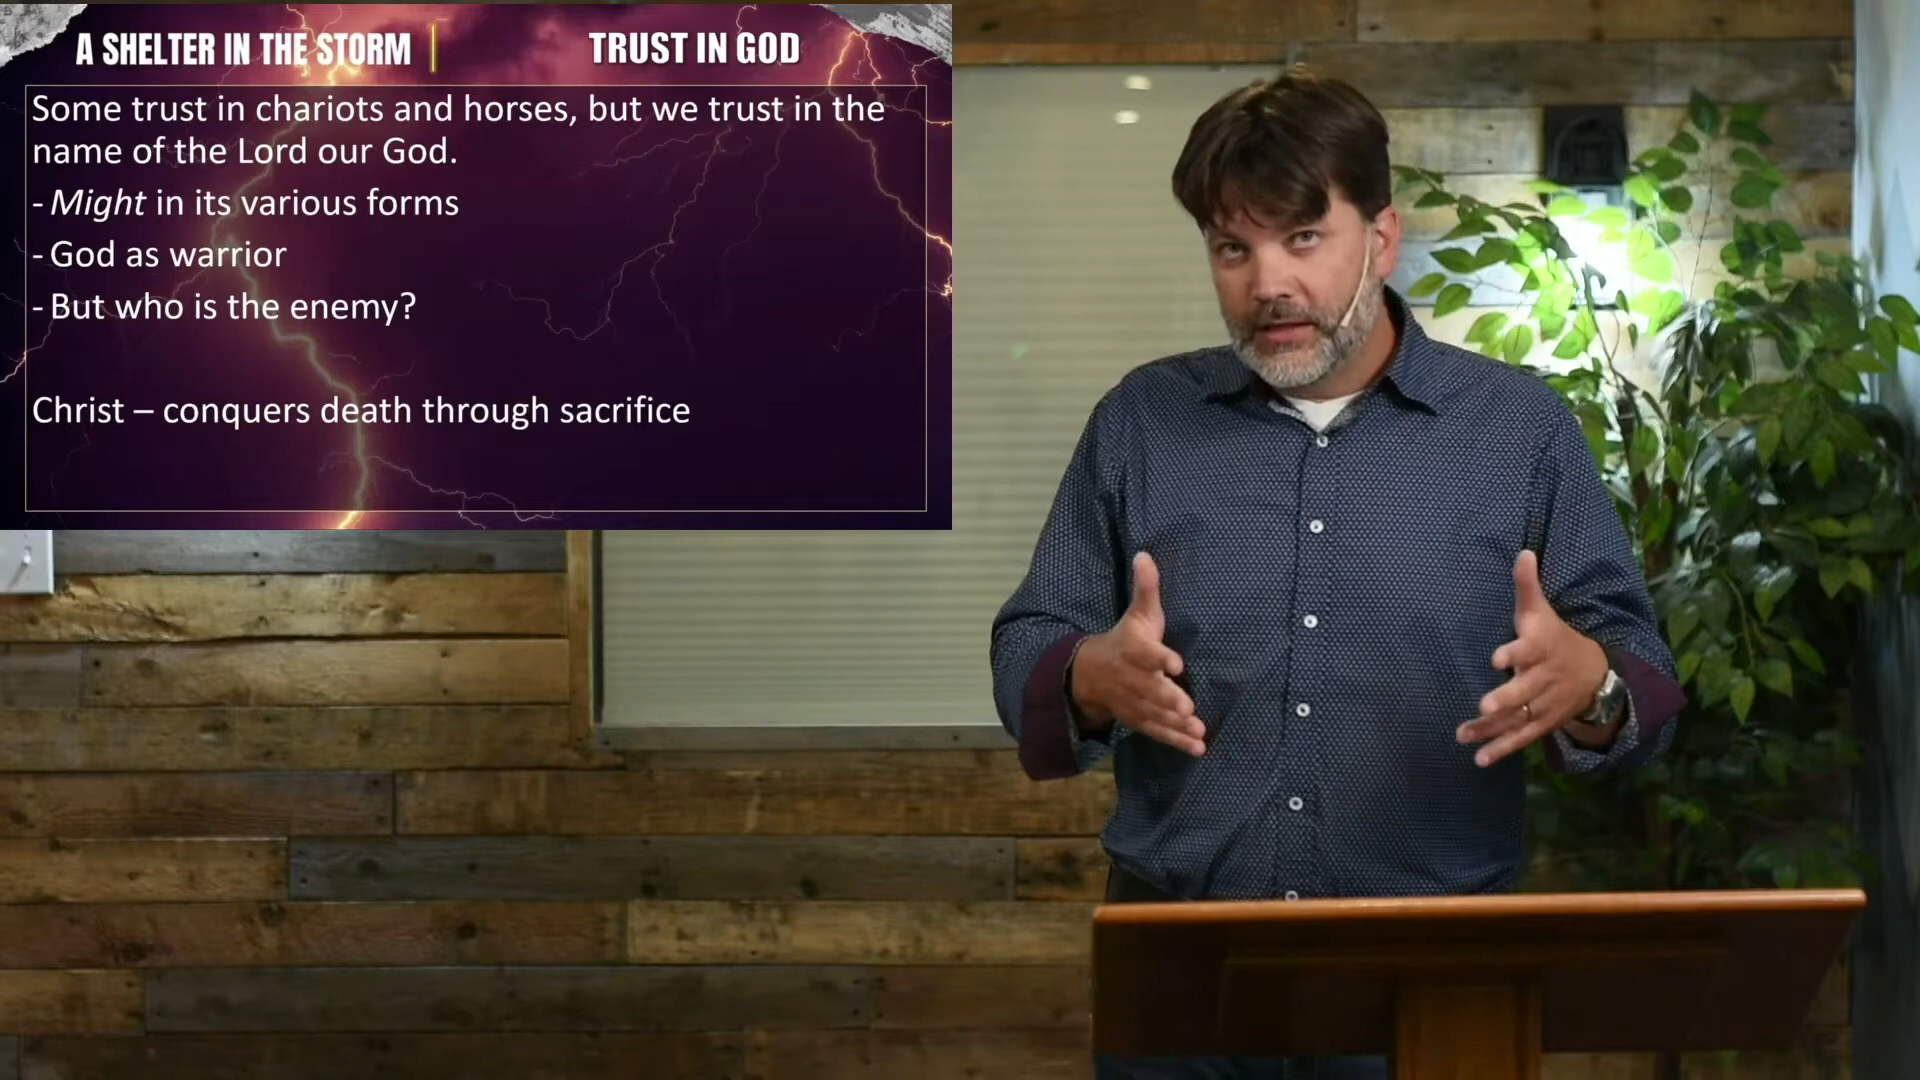 A SHELTER IN THE STORM | TRUST IN GOD
Some trust in chariots and horses, but we trust in the
name of the Lord our God.
- Might in its various forms
- God as warrior
- But who is the enemy?
Christ – conquers death through sacrifice